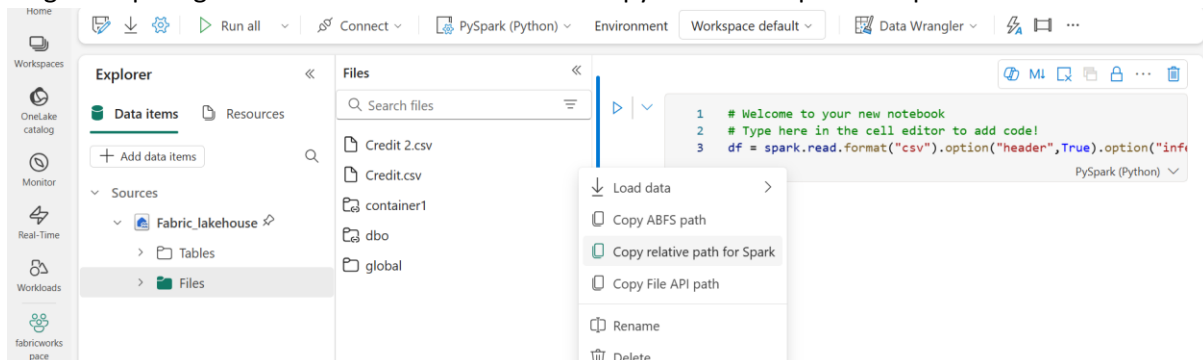 Home
Run all
Connect
PySpark (Python)
Environment
Workspace default
Data Wrangler
...
Workspaces
OneLake
catalog
Monitor
Real-Time
Workloads
fabricworks
pace
Explorer
Data items
Resources
Add data items
Sources
Fabric_lakehouse
Tables
Files
Files
Search files
Credit 2.csv
Credit.csv
container1
dbo
global
M↓
...
1 # Welcome to your new notebook
2 # Type here in the cell editor to add code!
3 df = spark.read.format("csv").option("header",True).option("infe
PySpark (Python)
Load data
Copy ABFS path
Copy relative path for Spark
Copy File API path
Rename
Delete